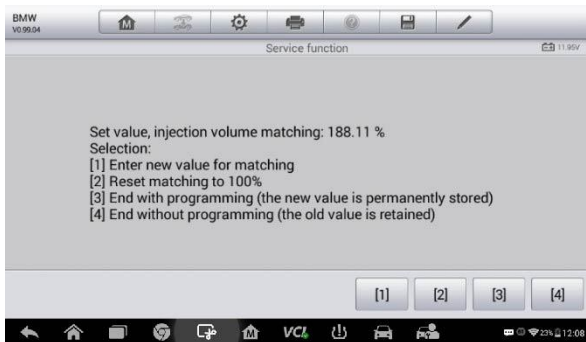 BMW
V0.99.04
Service function
11.95V
Set value, injection volume matching: 188.11 %
Selection:
[1] Enter new value for matching
[2] Reset matching to 100%
[3] End with programming (the new value is permanently stored)
[4] End without programming (the old value is retained)
[1] [2] [3] [4]
M VCI 23% 12:08